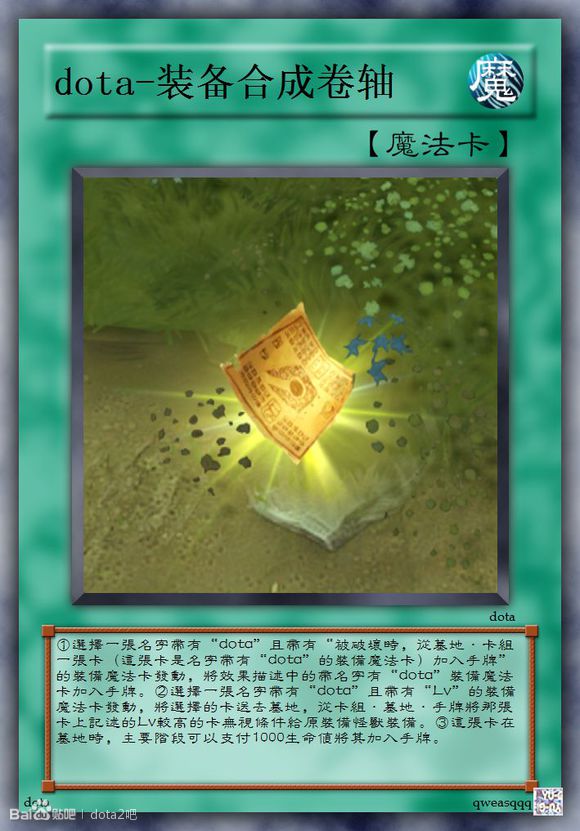 dota-装备合成卷轴
魔
【魔法卡】
dota
①選擇一張名字帶有“dota”且帶有“被破壞時，從墓地·卡組
一張卡（這張卡是名字帶有“dota”的裝備魔法卡）加入手牌”
的裝備魔法卡發動，將效果描述中的帶名字有“dota”裝備魔法
卡加入手牌。②選擇一張名字帶有“dota”且帶有“Lv”的裝備
魔法卡發動，將選擇的卡送去墓地，從卡組·墓地·手牌將那張
卡上記述的Lv較高的卡無視條件給原裝備怪獸裝備。③這張卡在
墓地時，主要階段可以支付1000生命值將其加入手牌。
dota
qweasqqq
Bai貼吧 | dota2吧